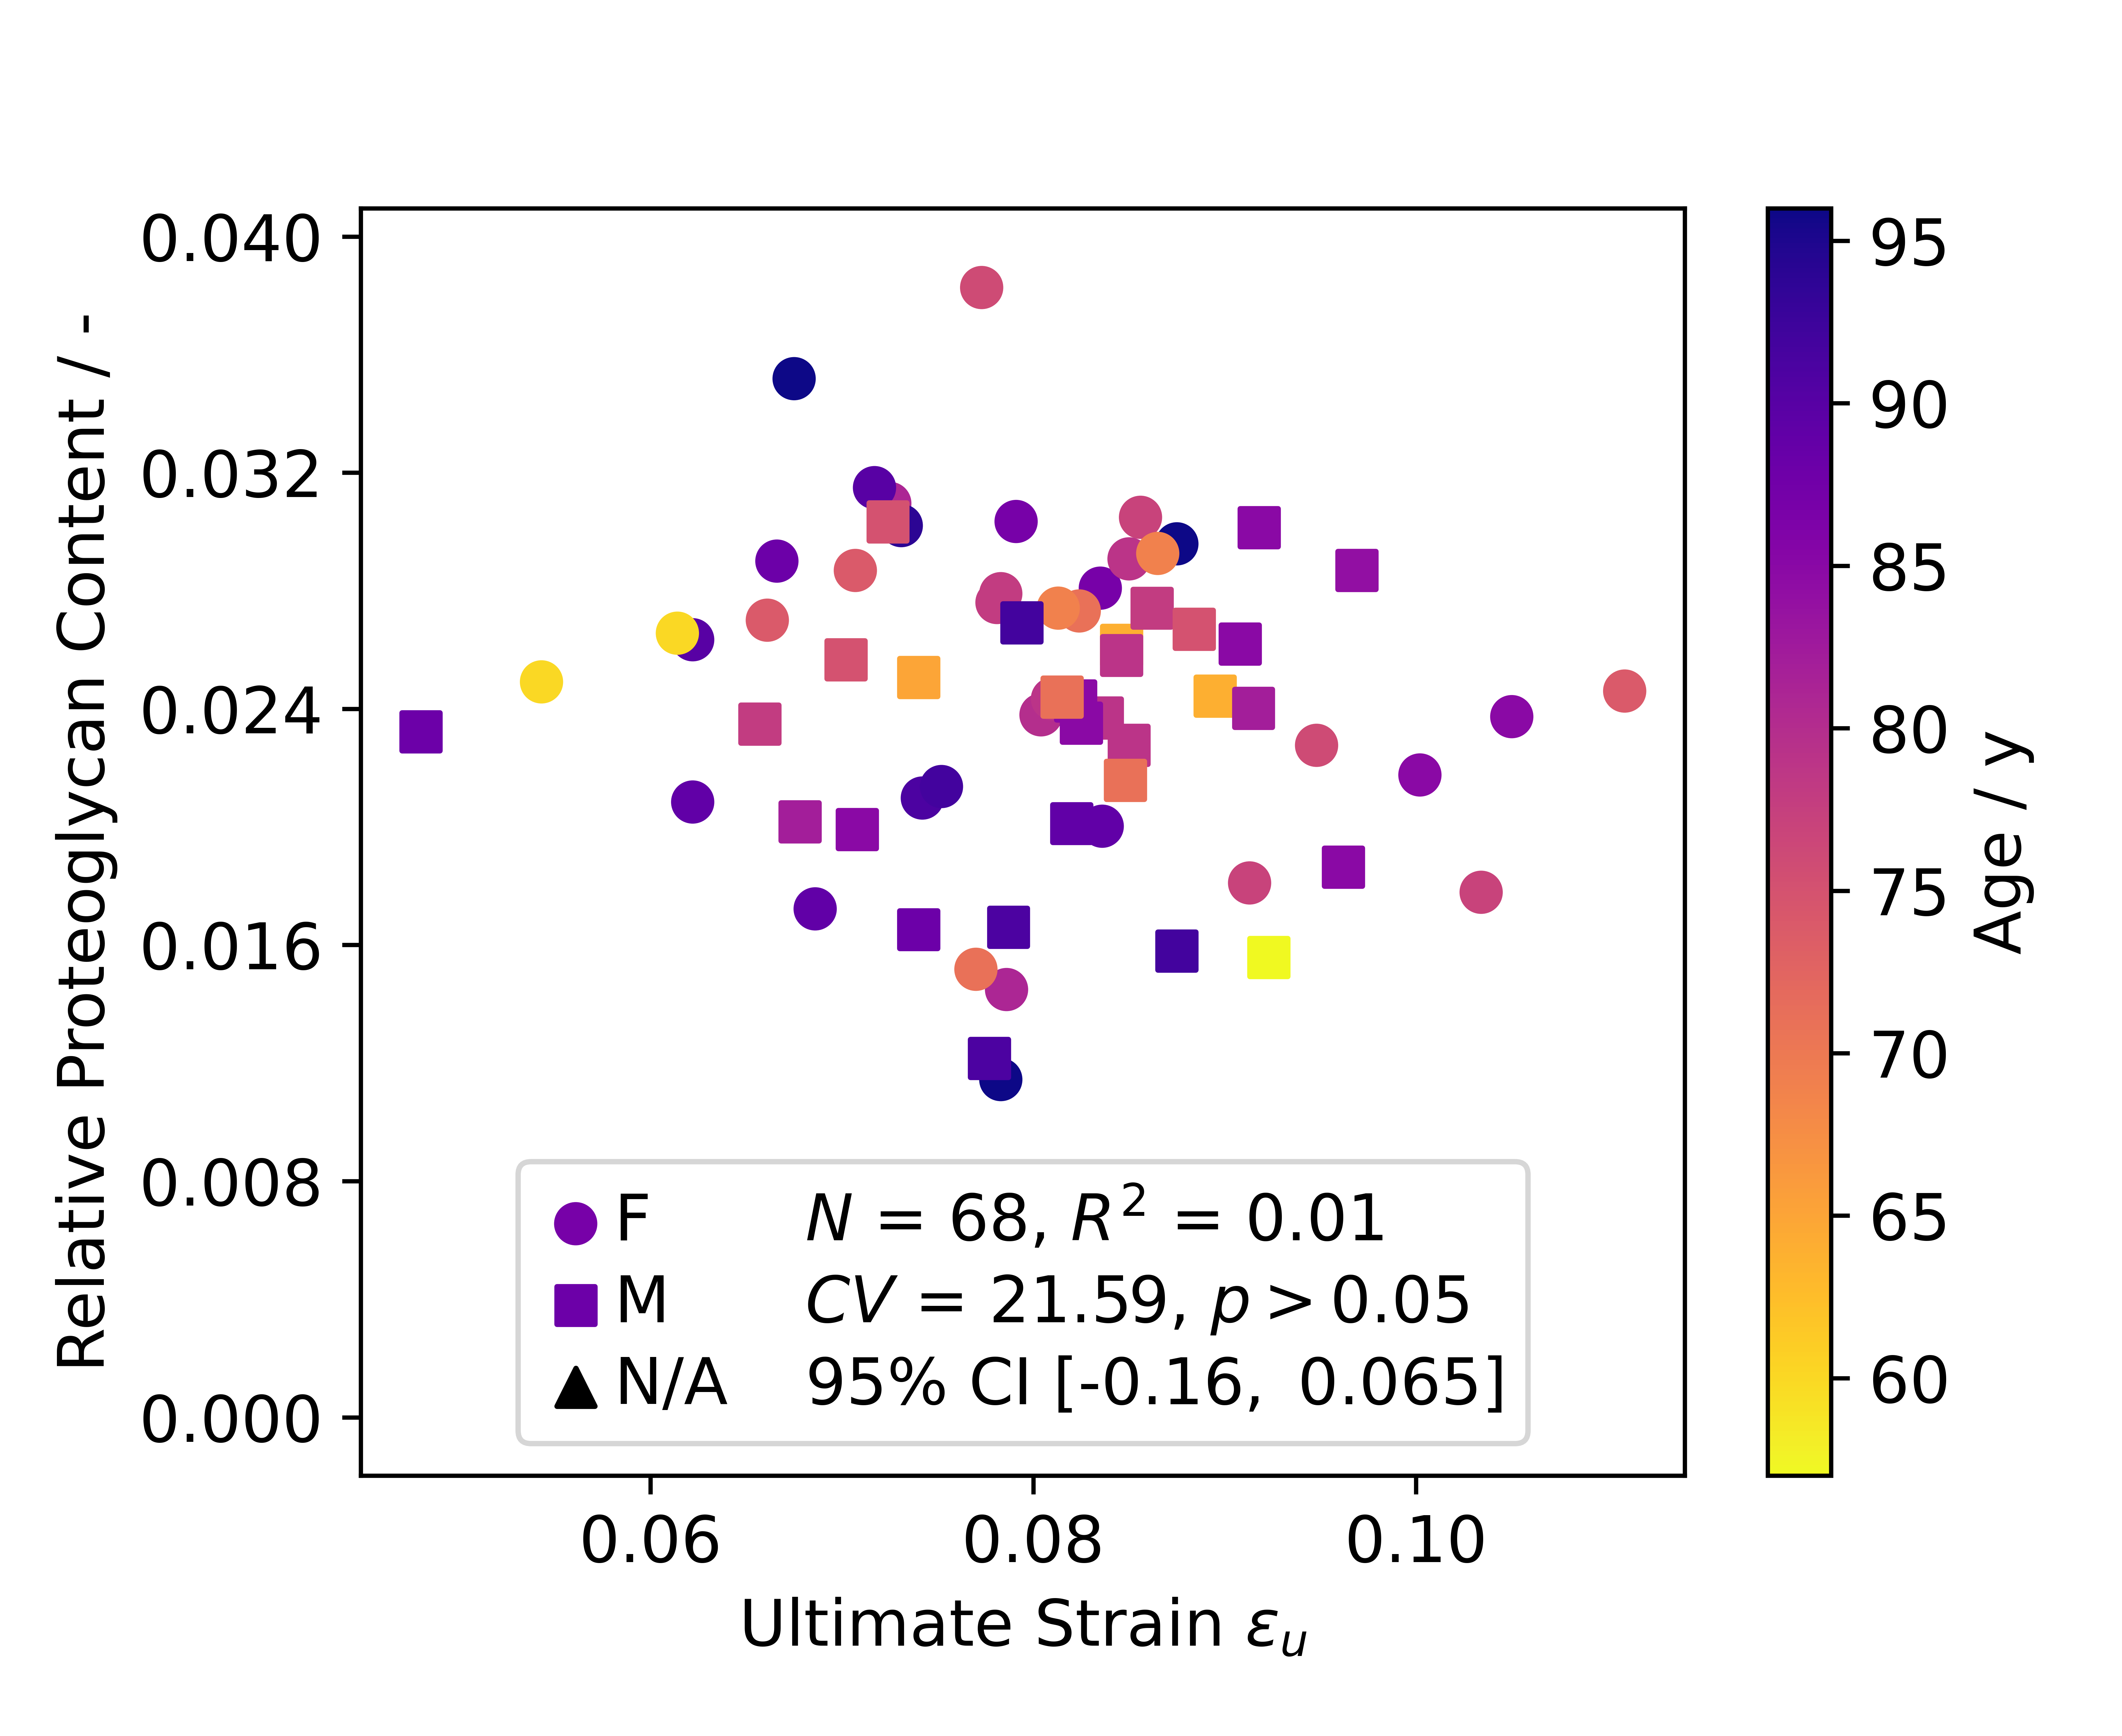 Relative Proteoglycan Content / -
0.040
0.032
0.024
0.016
0.008
0.000
F N = 68, R² = 0.01
M CV = 21.59, p > 0.05
N/A 95% CI [-0.16, 0.065]
0.06 0.08 0.10
Ultimate Strain εᵤ
95
90
85
80
75
70
65
60
Age / y